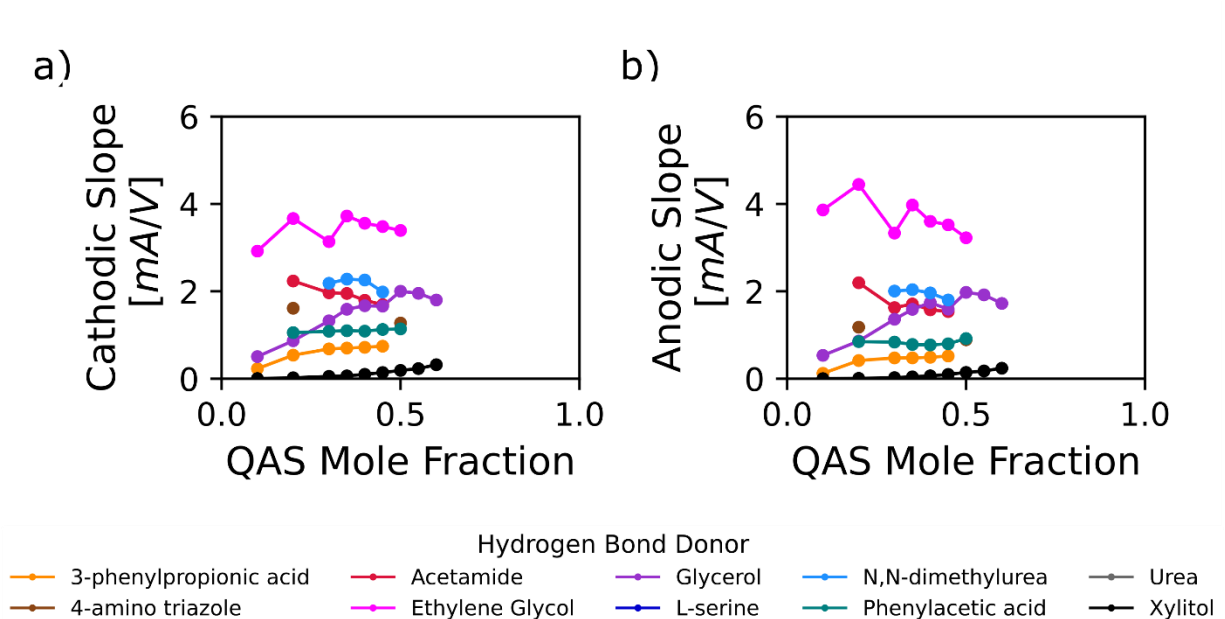 a)
b)
Cathodic Slope
[mA/V]
6
4
2
0
0.0
0.5
1.0
QAS Mole Fraction
Anodic Slope
[mA/V]
6
4
2
0
0.0
0.5
1.0
QAS Mole Fraction
Hydrogen Bond Donor
3-phenylpropionic acid
Acetamide
Glycerol
N,N-dimethylurea
Urea
4-amino triazole
Ethylene Glycol
L-serine
Phenylacetic acid
Xylitol